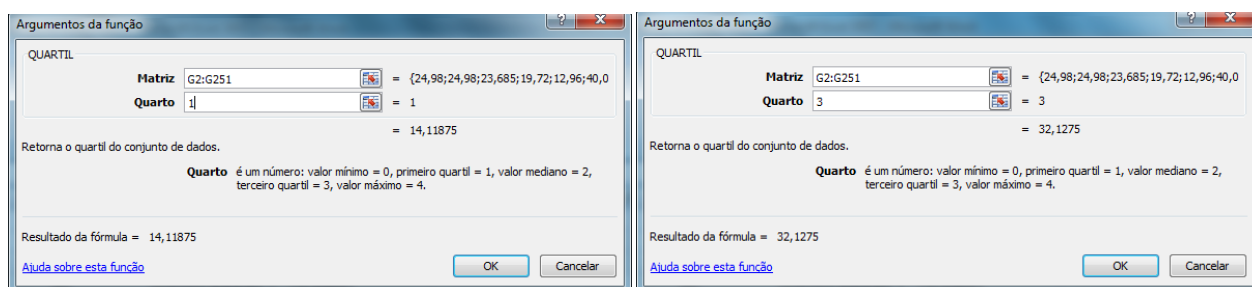 Argumentos da função
QUARTIL
Matriz G2:G251 = {24,98;24,98;23,685;19,72;12,96;40,0
Quarto 1 = 1
= 14,11875
Retorna o quartil do conjunto de dados.
Quarto é um número: valor mínimo = 0, primeiro quartil = 1, valor mediano = 2,
terceiro quartil = 3, valor máximo = 4.
Resultado da fórmula = 14,11875
Ajuda sobre esta função OK Cancelar
Argumentos da função
QUARTIL
Matriz G2:G251 = {24,98;24,98;23,685;19,72;12,96;40,0
Quarto 3 = 3
= 32,1275
Retorna o quartil do conjunto de dados.
Quarto é um número: valor mínimo = 0, primeiro quartil = 1, valor mediano = 2,
terceiro quartil = 3, valor máximo = 4.
Resultado da fórmula = 32,1275
Ajuda sobre esta função OK Cancelar